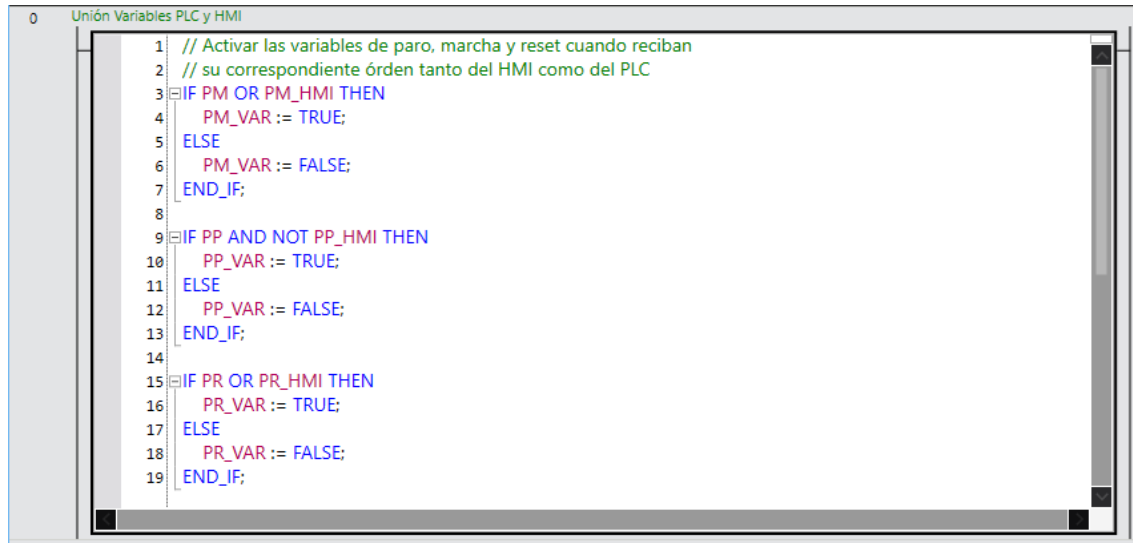 0 Unión Variables PLC y HMI
1 // Activar las variables de paro, marcha y reset cuando reciban
2 // su correspondiente órden tanto del HMI como del PLC
3 IF PM OR PM_HMI THEN
4 PM_VAR := TRUE;
5 ELSE
6 PM_VAR := FALSE;
7 END_IF;
8
9 IF PP AND NOT PP_HMI THEN
10 PP_VAR := TRUE;
11 ELSE
12 PP_VAR := FALSE;
13 END_IF;
14
15 IF PR OR PR_HMI THEN
16 PR_VAR := TRUE;
17 ELSE
18 PR_VAR := FALSE;
19 END_IF;